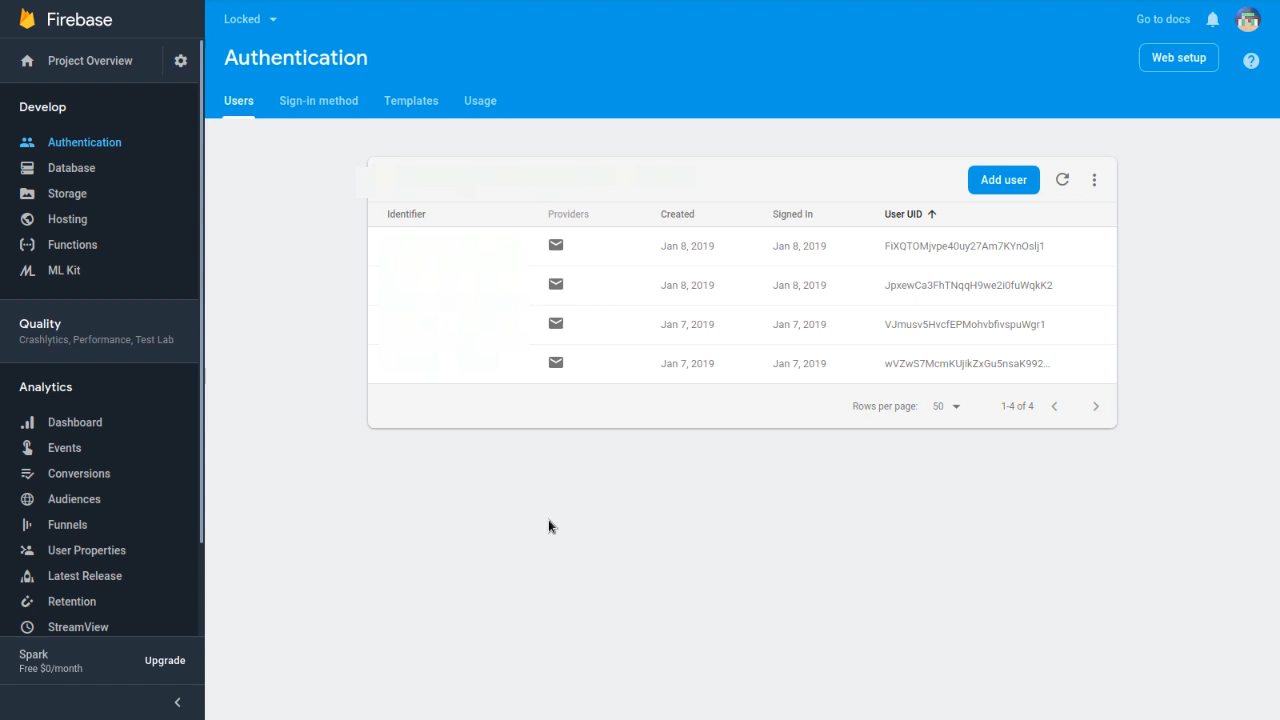 Firebase
Project Overview
Develop
Authentication
Database
Storage
Hosting
Functions
ML Kit
Quality
Crashlytics, Performance, Test Lab
Analytics
Dashboard
Events
Conversions
Audiences
Funnels
User Properties
Latest Release
Retention
StreamView
Spark
Free $0/month
Upgrade
Locked
Go to docs
Authentication
Web setup
Users Sign-in method Templates Usage
Add user
Identifier Providers Created Signed In User UID
Jan 8, 2019 Jan 8, 2019 FiXQTOMjvpe40uy27Am7KYnOslj1
Jan 8, 2019 Jan 8, 2019 JpxewCa3FhTNqqH9we2i0fuWqkK2
Jan 7, 2019 Jan 7, 2019 VJmusv5HvcfEPMohvbfivspuWgr1
Jan 7, 2019 Jan 7, 2019 wVZwS7McmKUjikZxGu5nsaK992...
Rows per page: 50 1-4 of 4